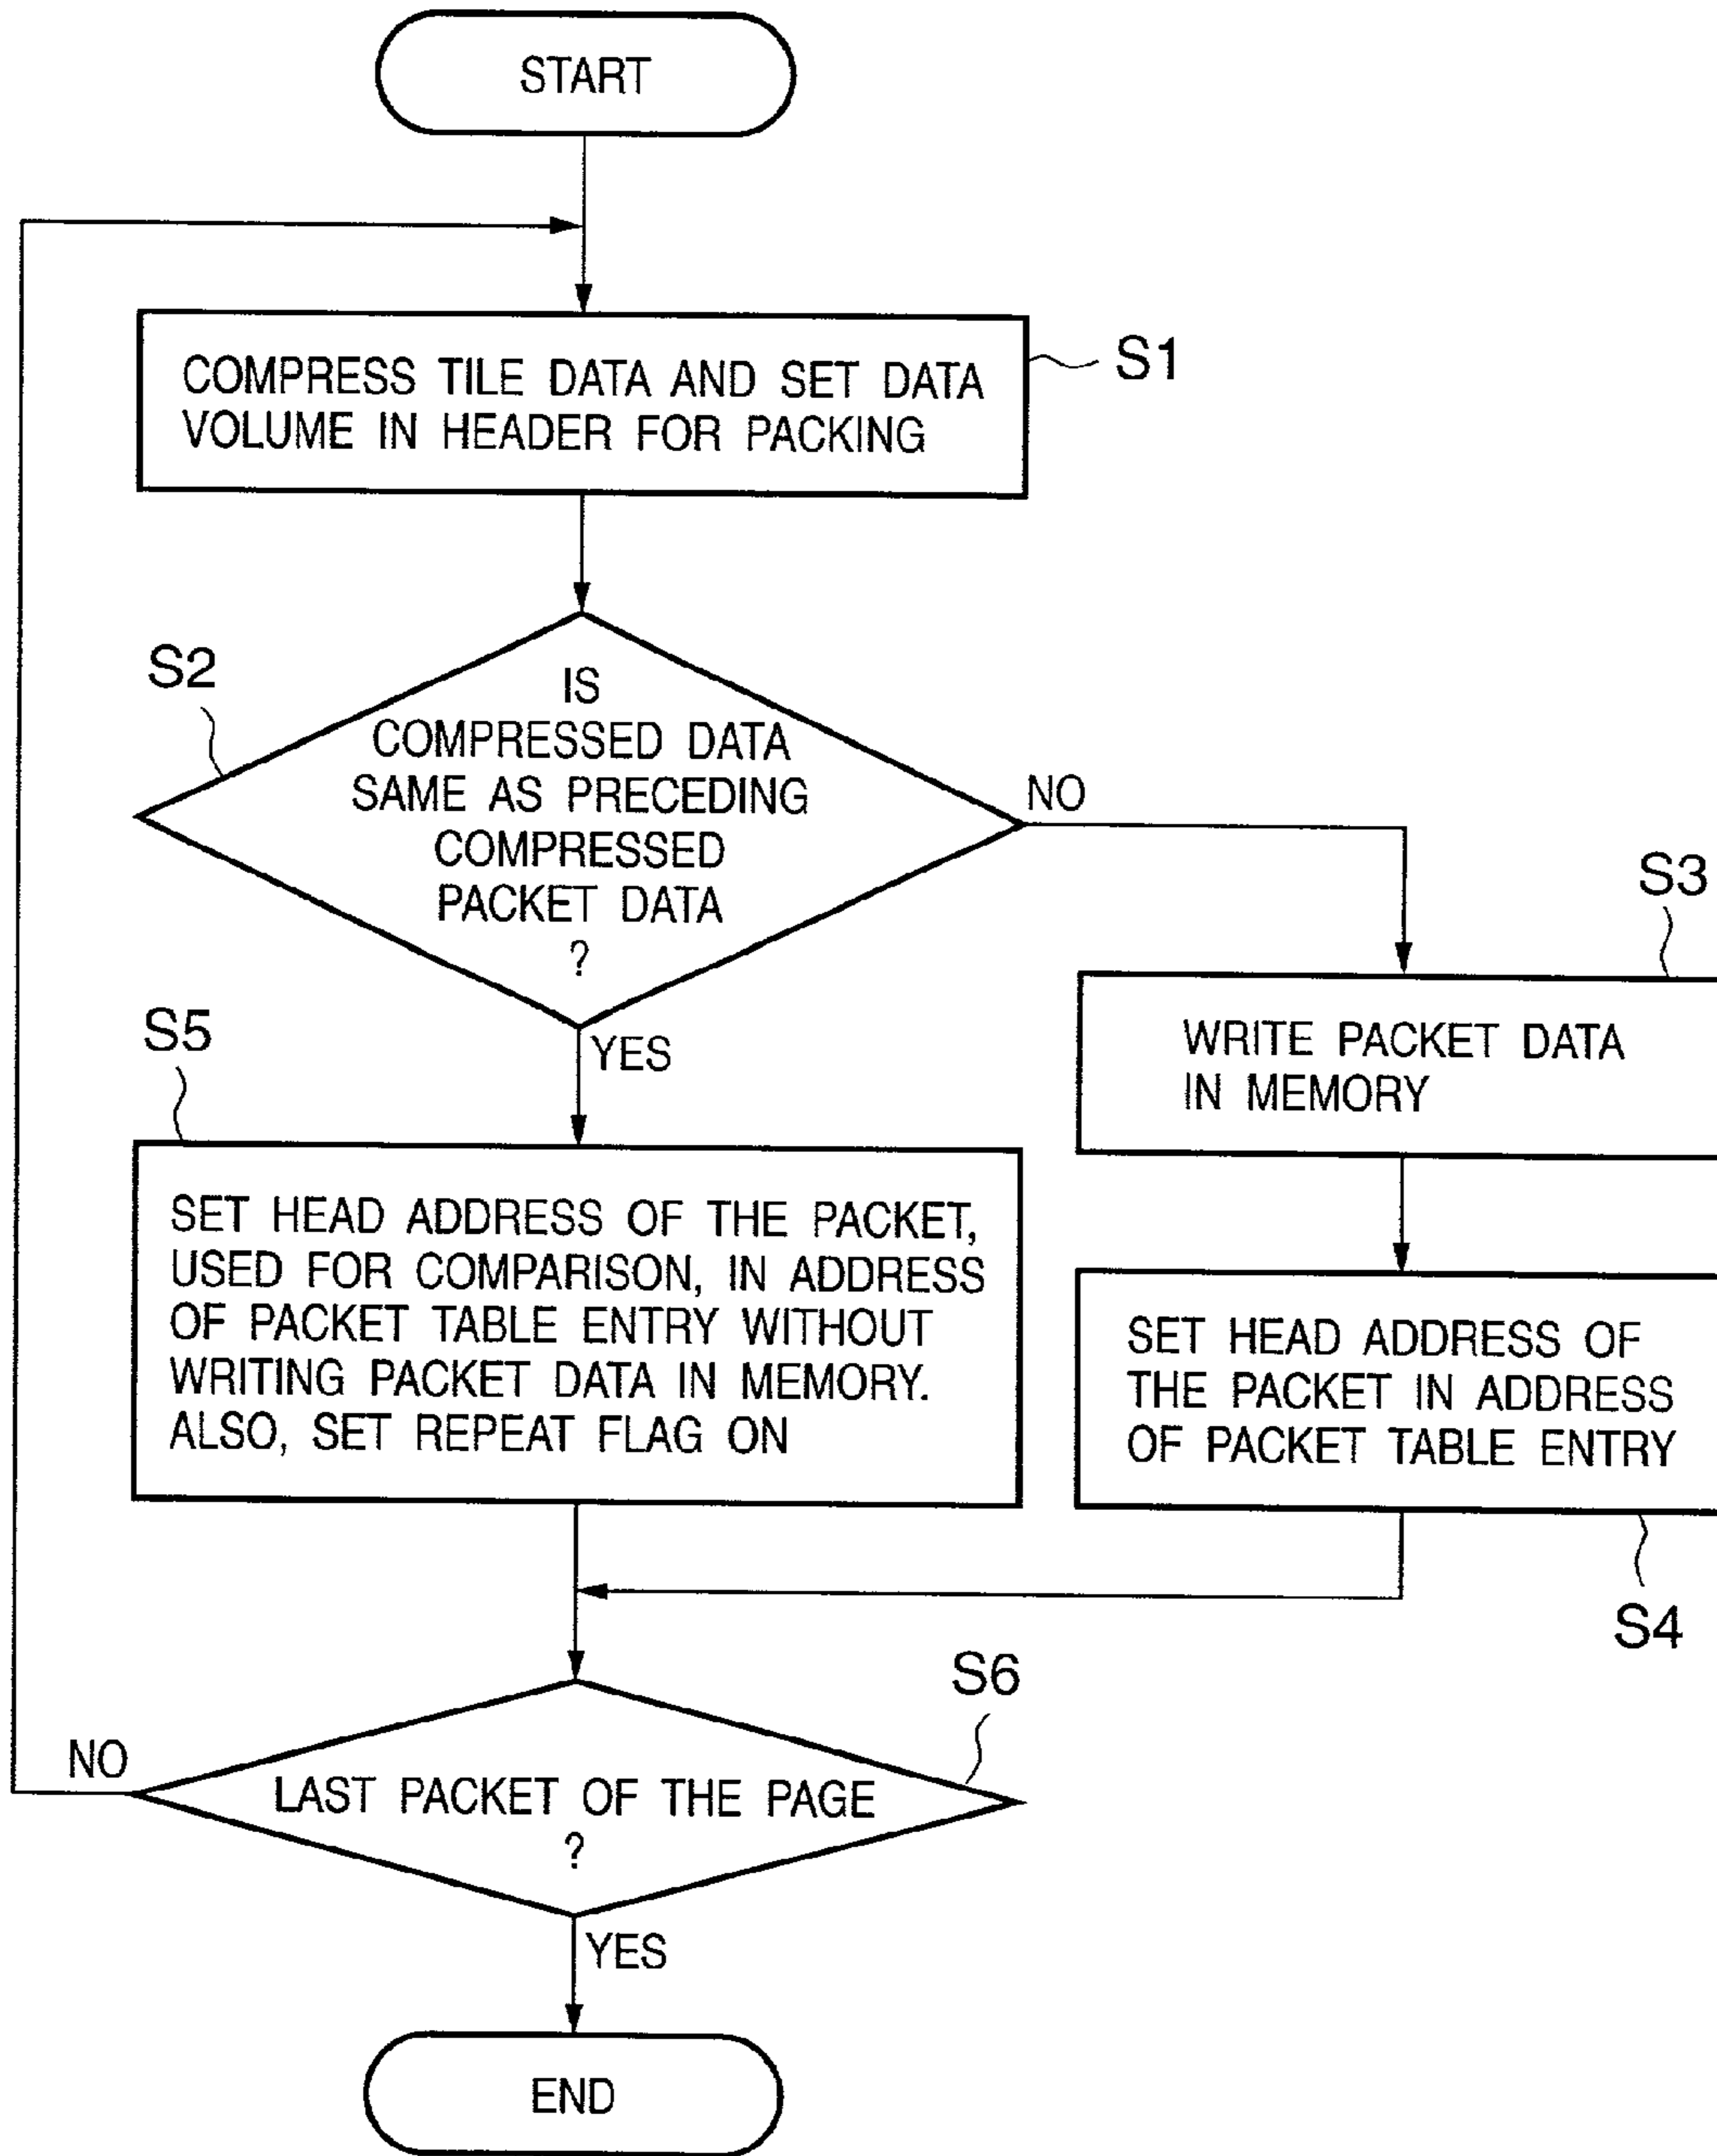 START
COMPRESS TILE DATA AND SET DATA
VOLUME IN HEADER FOR PACKING
S1
S2
IS
COMPRESSED DATA
SAME AS PRECEDING
COMPRESSED
PACKET DATA
?
NO
YES
S3
WRITE PACKET DATA
IN MEMORY
S5
SET HEAD ADDRESS OF THE PACKET,
USED FOR COMPARISON, IN ADDRESS
OF PACKET TABLE ENTRY WITHOUT
WRITING PACKET DATA IN MEMORY.
ALSO, SET REPEAT FLAG ON
SET HEAD ADDRESS OF
THE PACKET IN ADDRESS
OF PACKET TABLE ENTRY
S4
S6
NO
LAST PACKET OF THE PAGE
?
YES
END